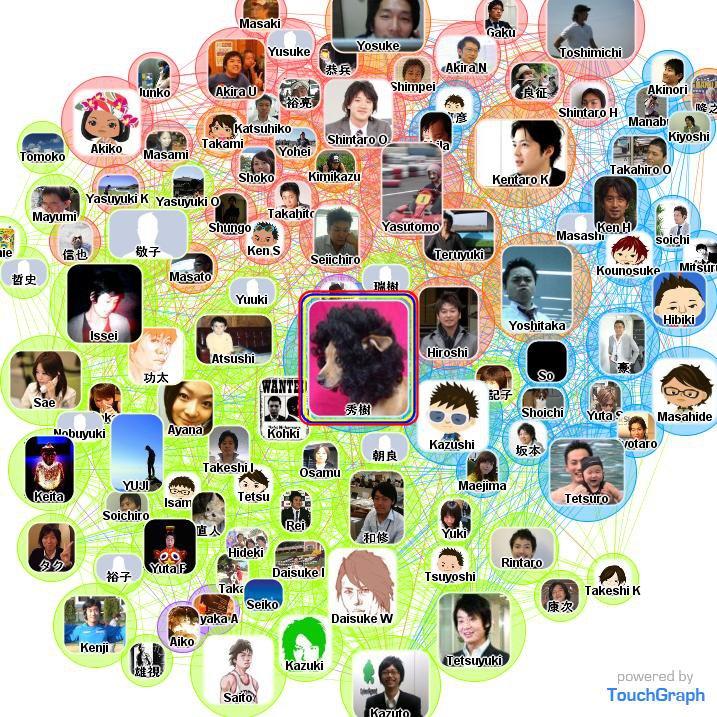 Masaki
Yusuke
Yosuke
Gaku
Toshimichi
恭兵
Akira N
Junko
Akira U
Shimpei
良征
Akinori
裕亮
彦
Shintaro H
隆之
Akiko
Katsuhiko
Manabu
Takami
Shintaro O
Kiyoshi
Tomoko
Masami
Yohei
Shoko
Kimikazu
Kentaro K
Takahiro O
Yasuyuki K
Yasuyuki O
Mayumi
Takahito
Yasutomo
Shungo
Ken H
Masashi
soichi
信也
敬子
Ken S
Seiichiro
Teruyuki
Kounosuke
Mitsuru
哲史
Masato
瑞樹
Yuuki
Hibiki
Issei
Yoshitaka
Atsushi
Hiroshi
豪
功太
So
Sae
記子
秀樹
Shoichi
Yuta S
Masahide
Nobuyuki
Ayana
Kohki
Kazushi
yotaro
坂本
Takeshi I
朝良
Osamu
Keita
YUJI
Maejima
Tetsuro
Isam
Tetsu
Soichiro
直人
Rei
和修
Yuki
タク
Yuta F
Hideki
Rintaro
裕子
Taka
Daisuke I
Tsuyoshi
Takeshi K
Seiko
康次
yaka A
Daisuke W
Kenji
Aiko
Tetsuyuki
Kazuki
雄視
Saito
powered by
TouchGraph
Kazuto